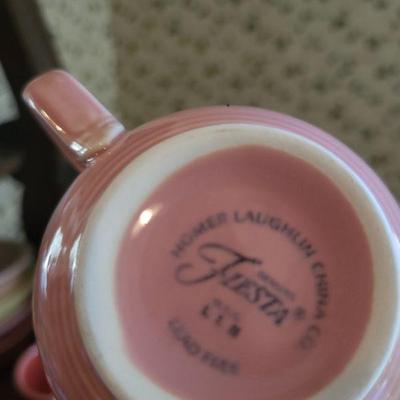 HOMER LAUGHLIN CHINA CO
Fiesta
®
LEAD FREE